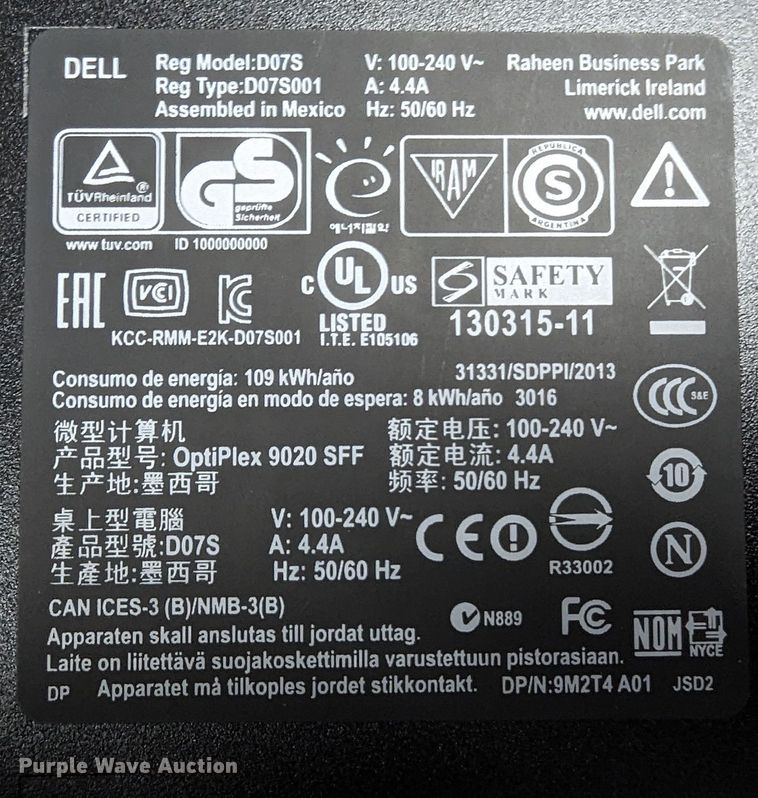 DELL
Reg Model:D07S
Reg Type:D07S001
Assembled in Mexico
V: 100-240 V~
A: 4.4A
Hz: 50/60 Hz
Raheen Business Park
Limerick Ireland
www.dell.com
TÜVRheinland ®
CERTIFIED
GS
geprüfte
Sicherheit
www.tuv.com
ID 1000000000
e
에너지절약
IRAM
REPUBLICA
S
ARGENTINA
!
EAC
VCI
KC
KCC-RMM-E2K-D07S001
C UL US
LISTED
I.T.E. E105106
S SAFETY
MARK
130315-11
Consumo de energía: 109 kWh/año
31331/SDPPI/2013
Consumo de energía en modo de espera: 8 kWh/año 3016
CCC S&E
微型计算机
额定电压: 100-240 V~
产品型号: OptiPlex 9020 SFF
额定电流: 4.4A
生产地:墨西哥
频率: 50/60 Hz
10
桌上型電腦
V: 100-240 V~
產品型號:D07S
A: 4.4A
生產地:墨西哥
Hz: 50/60 Hz
CE !
R33002
N
CAN ICES-3 (B)/NMB-3(B)
N889
FC
NOM
NYCE
Apparaten skall anslutas till jordat uttag.
Laite on liitettävä suojakoskettimilla varustettuun pistorasiaan.
DP Apparatet må tilkoples jordet stikkontakt.
DP/N:9M2T4 A01 JSD2
Purple Wave Auction